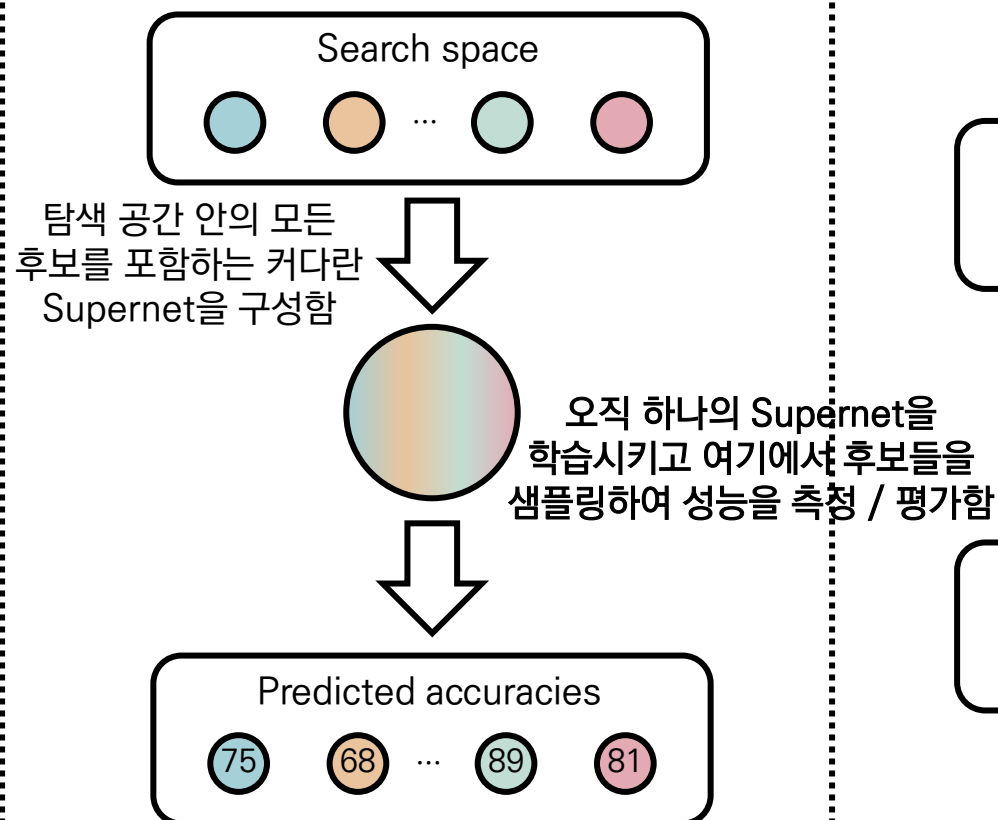 Search space
...
탐색 공간 안의 모든
후보를 포함하는 커다란
Supernet을 구성함
오직 하나의 Supernet을
학습시키고 여기에서 후보들을
샘플링하여 성능을 측정 / 평가함
Predicted accuracies
75 68 ... 89 81